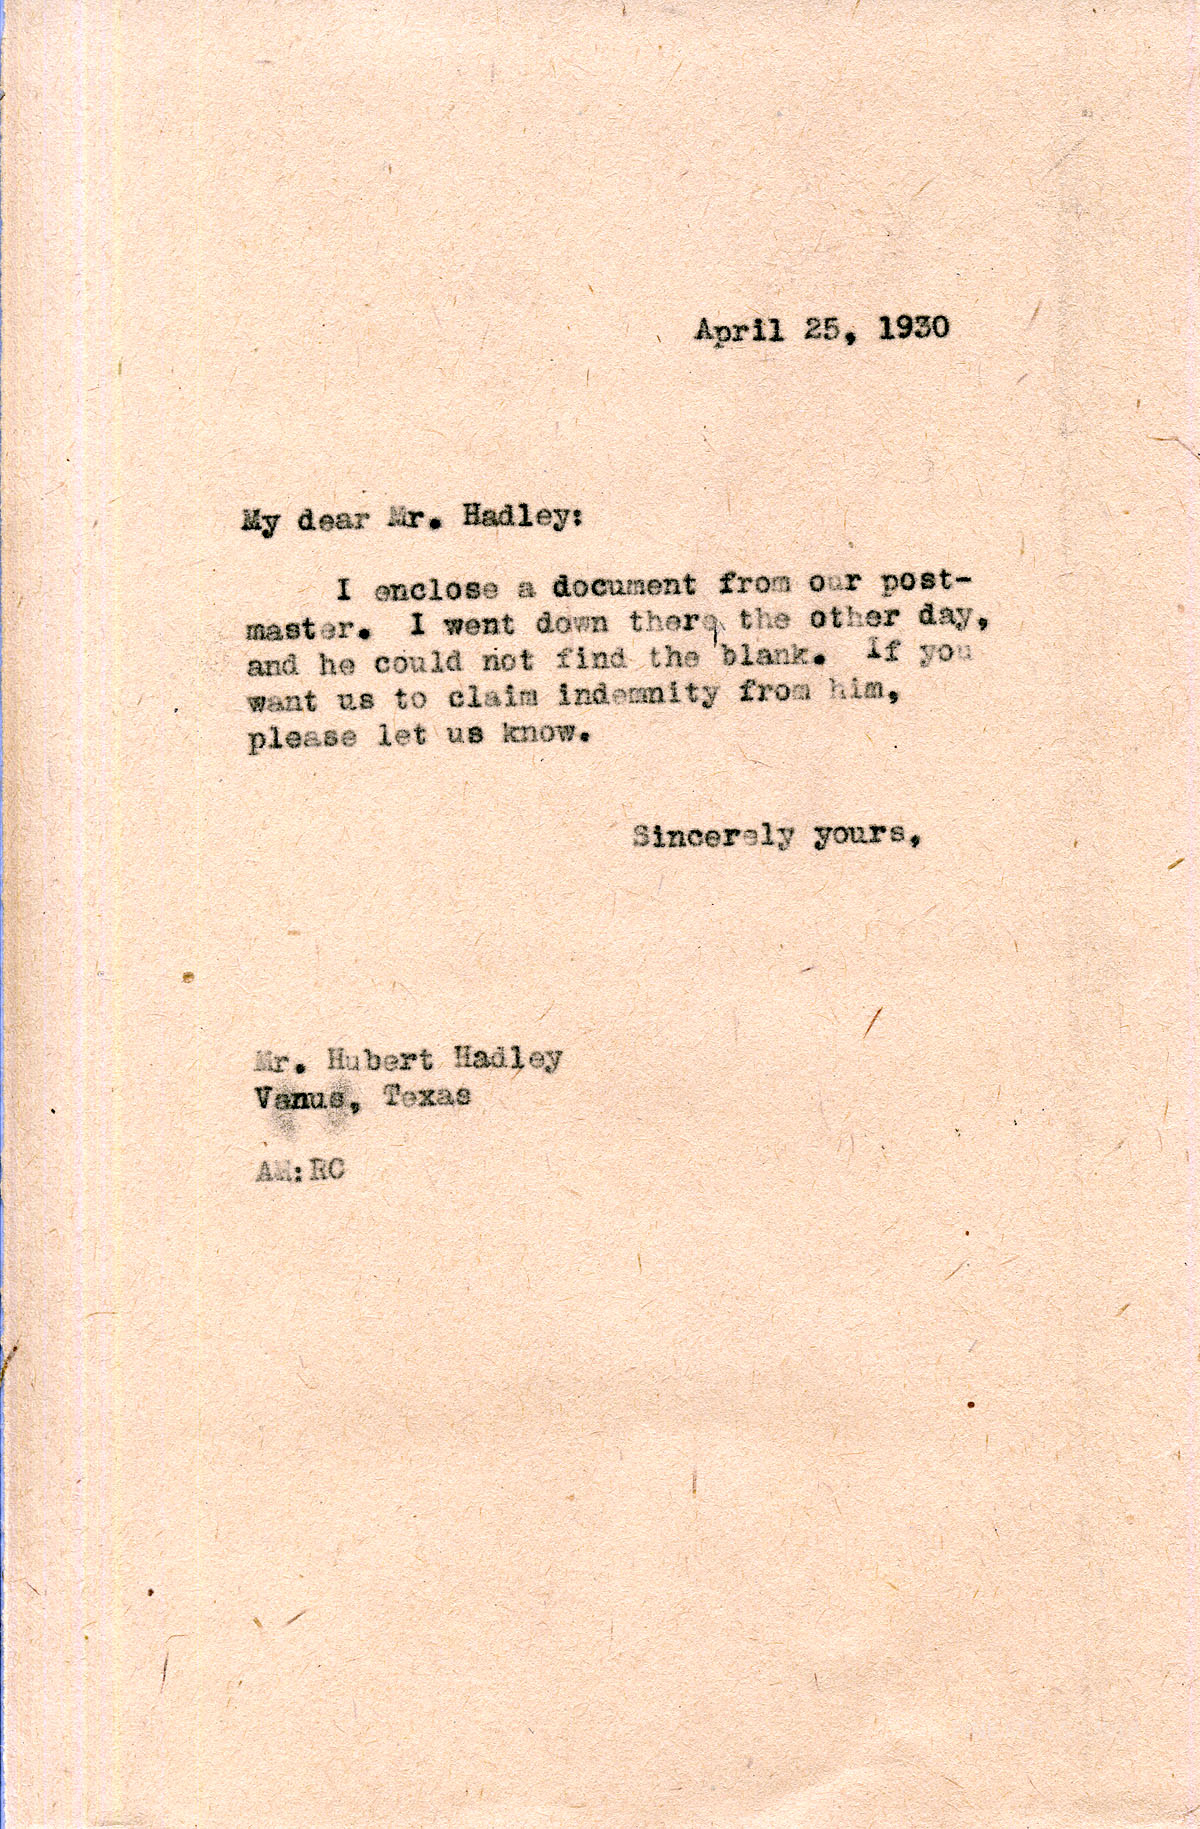 April 25, 1930
My dear Mr. Hadley:
I enclose a document from our post-
master. I went down there the other day,
and he could not find the blank. If you
want us to claim indemnity from him,
please let us know.
Sincerely yours,
Mr. Hubert Hadley
Venus, Texas
AM:RC